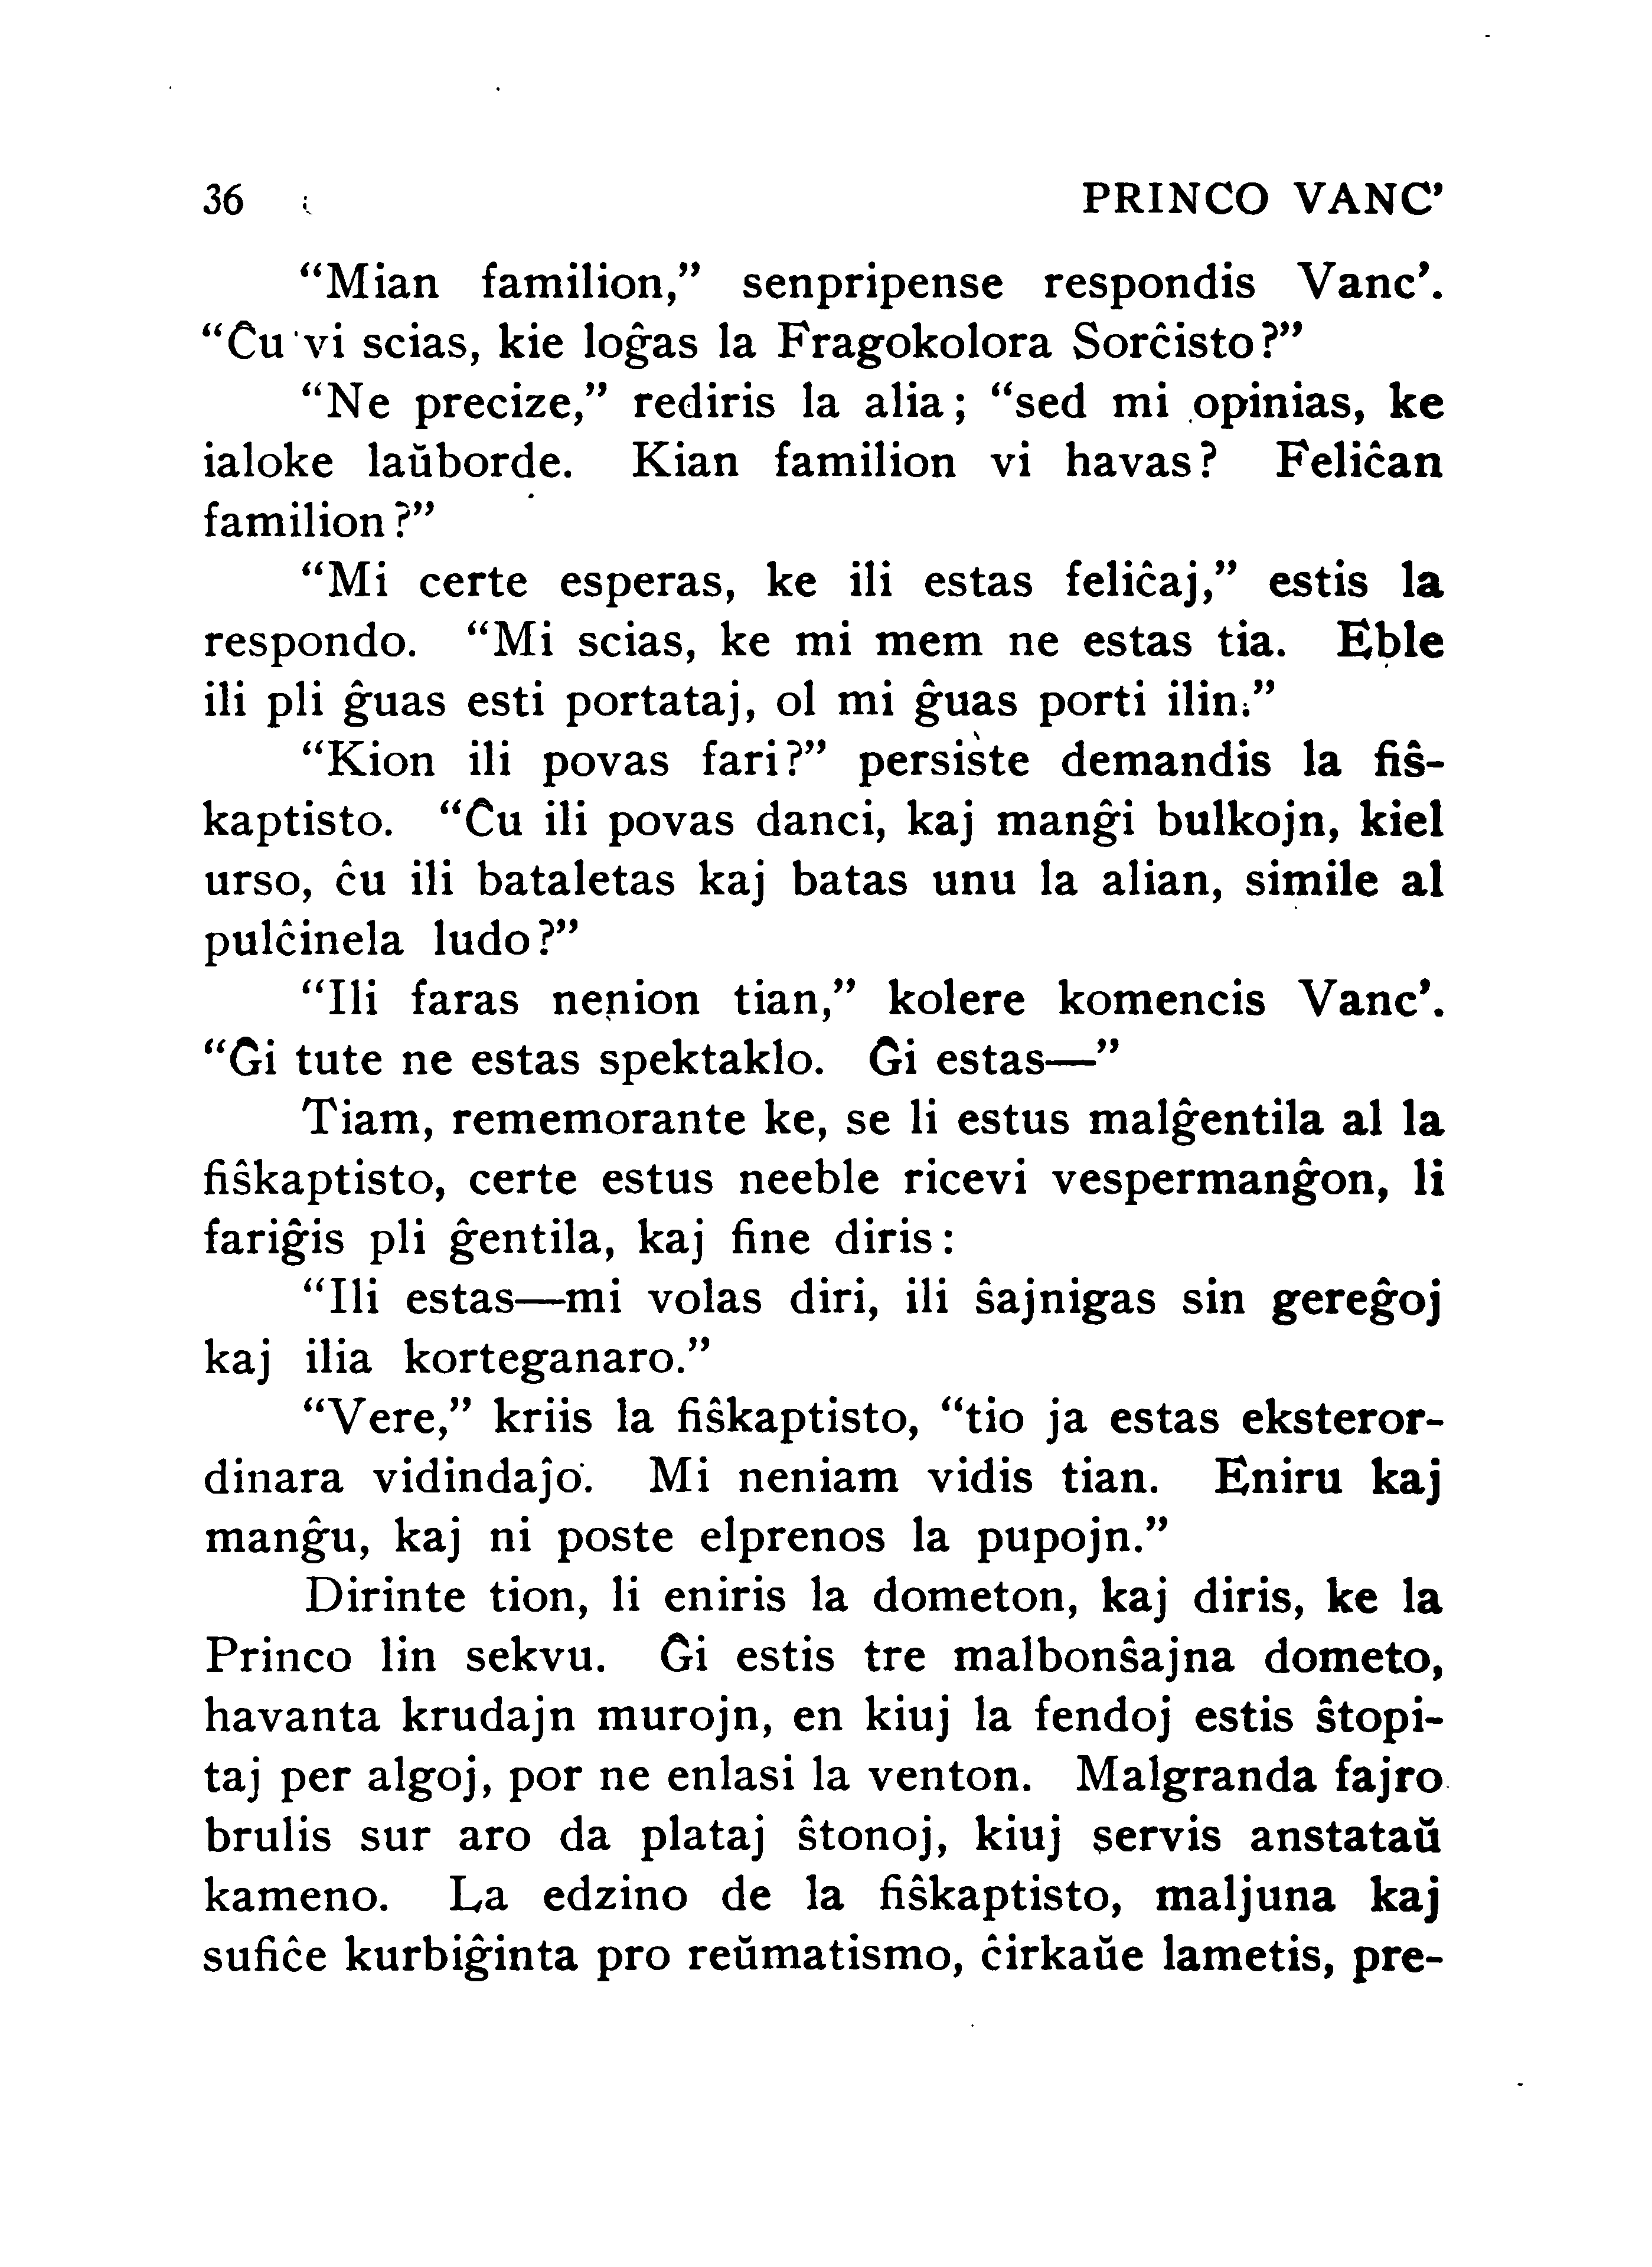 36 PRINCO VANC’
“Mian familion,” senpripense respondis Vanc’.
“Ĉu vi scias, kie loĝas la Fragokolora Sorĉisto?”
“Ne precize,” rediris la alia; “sed mi opinias, ke
ialoke laŭborde. Kian familion vi havas? Feliĉan
familion?”
“Mi certe esperas, ke ili estas feliĉaj,” estis la
respondo. “Mi scias, ke mi mem ne estas tia. Eble
ili pli ĝuas esti portataj, ol mi ĝuas porti ilin.”
“Kion ili povas fari?” persiste demandis la fiŝ-
kaptisto. “Ĉu ili povas danci, kaj manĝi bulkojn, kiel
urso, ĉu ili bataletas kaj batas unu la alian, simile al
pulĉinela ludo?”
“Ili faras nenion tian,” kolere komencis Vanc’.
“Ĝi tute ne estas spektaklo. Ĝi estas—”
Tiam, rememorante ke, se li estus malĝentila al la
fiŝkaptisto, certe estus neeble ricevi vespermanĝon, li
fariĝis pli ĝentila, kaj fine diris:
“Ili estas—mi volas diri, ili ŝajnigas sin gereĝoj
kaj ilia korteganaro.”
“Vere,” kriis la fiŝkaptisto, “tio ja estas eksteror-
dinara vidindaĵo. Mi neniam vidis tian. Eniru kaj
manĝu, kaj ni poste elprenos la pupojn.”
Dirinte tion, li eniris la dometon, kaj diris, ke la
Princo lin sekvu. Ĝi estis tre malbonŝajna dometo,
havanta krudajn murojn, en kiuj la fendoj estis ŝtopi-
taj per algoj, por ne enlasi la venton. Malgranda fajro
brulis sur aro da plataj ŝtonoj, kiuj servis anstataŭ
kameno. La edzino de la fiŝkaptisto, maljuna kaj
sufiĉe kurbiĝinta pro reŭmatismo, ĉirkaŭe lametis, pre-